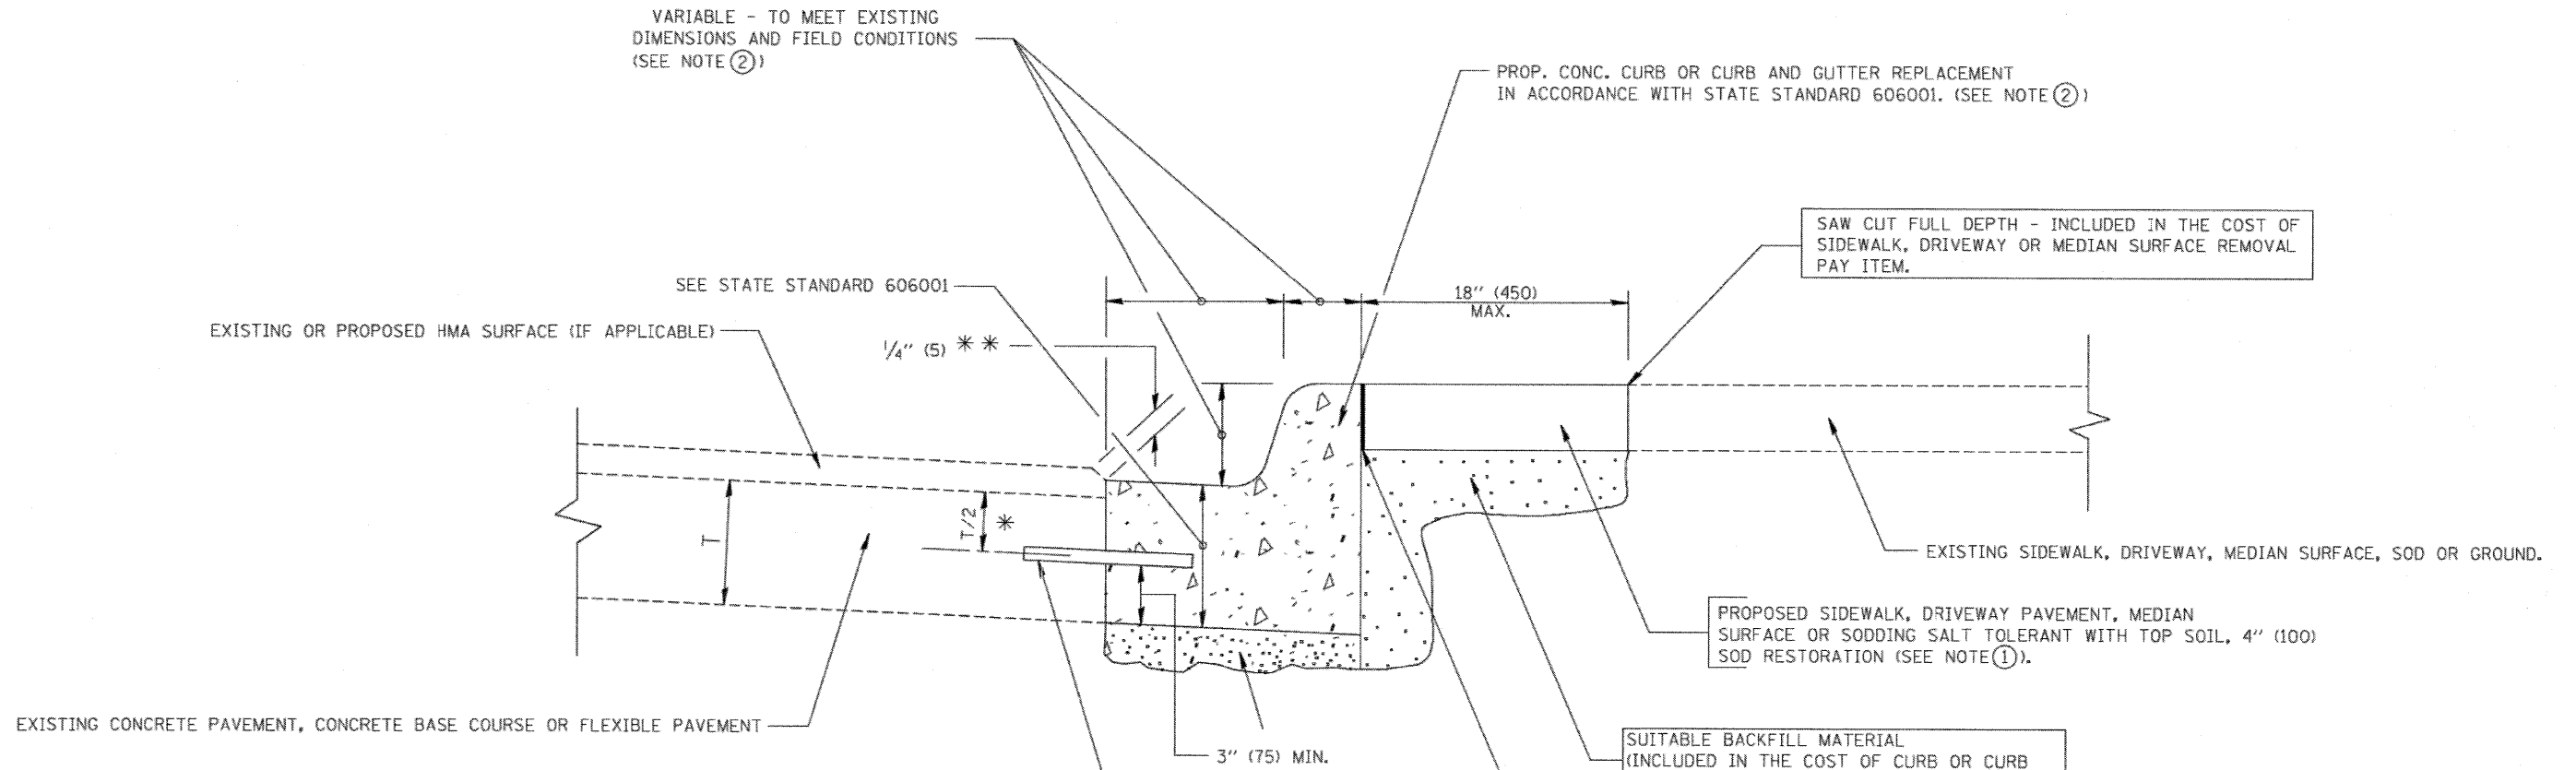 VARIABLE - TO MEET EXISTING
DIMENSIONS AND FIELD CONDITIONS
(SEE NOTE ②)
PROP. CONC. CURB OR CURB AND GUTTER REPLACEMENT
IN ACCORDANCE WITH STATE STANDARD 606001. (SEE NOTE ②)
SAW CUT FULL DEPTH - INCLUDED IN THE COST OF
SIDEWALK, DRIVEWAY OR MEDIAN SURFACE REMOVAL
PAY ITEM.
SEE STATE STANDARD 606001
18" (450)
MAX.
EXISTING OR PROPOSED HMA SURFACE (IF APPLICABLE)
1/4" (5) * *
T
T/2 *
EXISTING SIDEWALK, DRIVEWAY, MEDIAN SURFACE, SOD OR GROUND.
PROPOSED SIDEWALK, DRIVEWAY PAVEMENT, MEDIAN
SURFACE OR SODDING SALT TOLERANT WITH TOP SOIL, 4" (100)
SOD RESTORATION (SEE NOTE ①).
EXISTING CONCRETE PAVEMENT, CONCRETE BASE COURSE OR FLEXIBLE PAVEMENT
3" (75) MIN.
SUITABLE BACKFILL MATERIAL
(INCLUDED IN THE COST OF CURB OR CURB